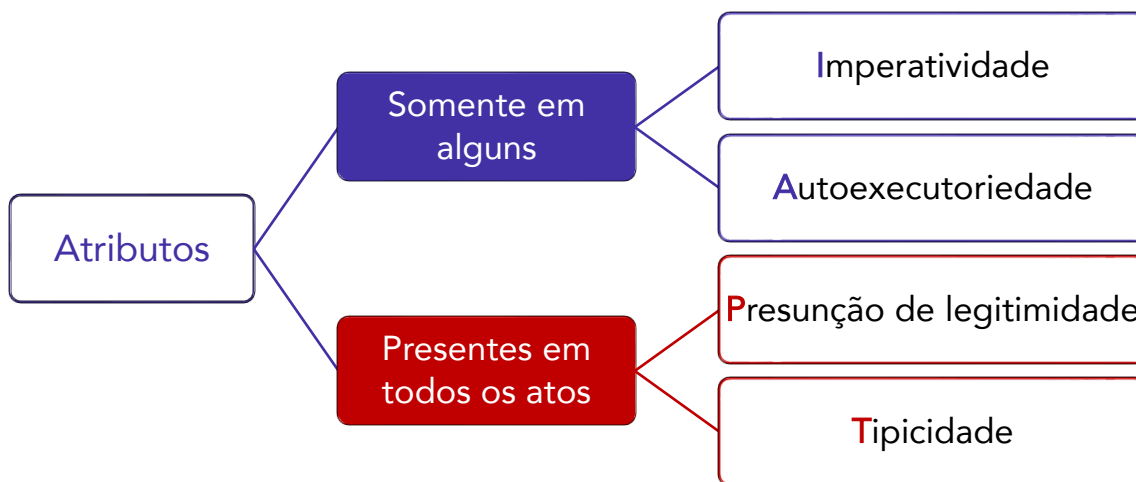 Atributos
Somente em
alguns
Imperatividade
Autoexecutoriedade
Presentes em
todos os atos
Presunção de legitimidade
Tipicidade